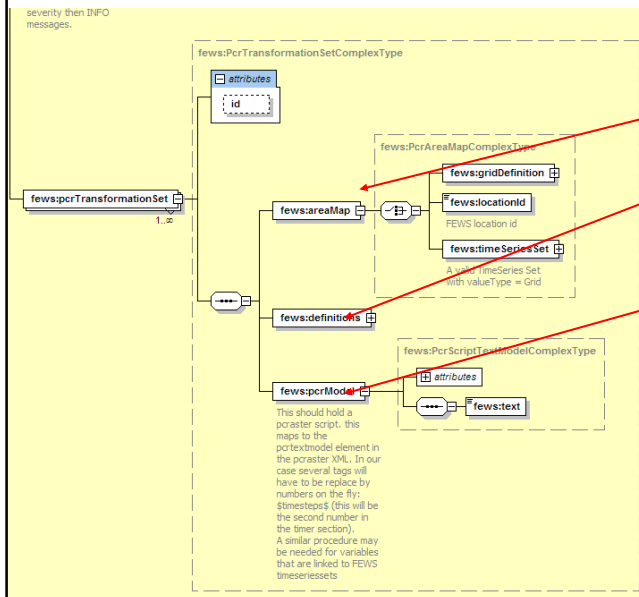 severity then INFO
messages.
fews:PcrTransformationSetComplexType
attributes
id
fews:PcrAreaMapComplexType
fews:gridDefinition
fews:pcrTransformationSet
fews:locationId
fews:areaMap
1..∞
FEWS location id
fews:timeSeriesSet
A valid TimeSeries Set
with valueType = Grid
fews:definitions
fews:PcrScriptTextModelComplexType
attributes
fews:pcrModel
fews:text
This should hold a
pcraster script. this
maps to the
pcrtextmodel element in
the pcraster XML. In our
case several tags will
have to be replace by
numbers on the fly:
$timesteps$ (this will be
the second number in
the timer section).
A similar procedure may
be needed for variables
that are linked to FEWS
timeseriessets